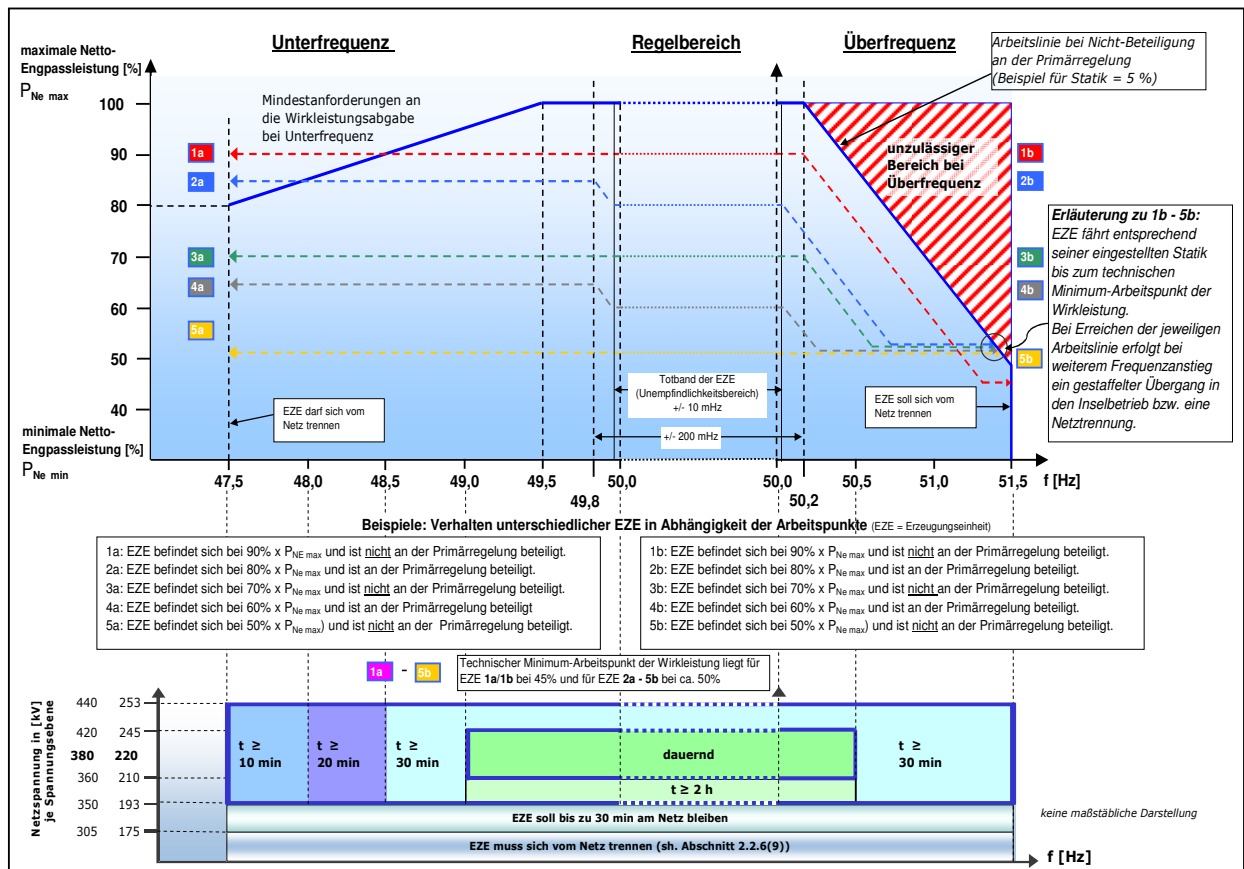 Unterfrequenz
Regelbereich
Überfrequenz
maximale Netto-
Engpassleistung [%]
P Ne max
Arbeitslinie bei Nicht-Beteiligung
an der Primärregelung
(Beispiel für Statik = 5 %)
Mindestanforderungen an
die Wirkleistungsabgabe
bei Unterfrequenz
100
90
80
70
60
50
40
1a
2a
3a
4a
5a
unzulässiger
Bereich bei
Überfrequenz
1b
2b
3b
4b
5b
Erläuterung zu 1b - 5b:
EZE fährt entsprechend
seiner eingestellten Statik
bis zum technischen
Minimum-Arbeitspunkt der
Wirkleistung.
Bei Erreichen der jeweiligen
Arbeitslinie erfolgt bei
weiterem Frequenzanstieg
ein gestaffelter Übergang in
den Inselbetrieb bzw. eine
Netztrennung.
Totband der EZE
(Unempfindlichkeitsbereich)
+/- 10 mHz
EZE darf sich vom
Netz trennen
EZE soll sich vom
Netz trennen
+/- 200 mHz
minimale Netto-
Engpassleistung [%]
P Ne min
47,5 48,0 48,5 49,0 49,5 50,0 50,0 50,5 51,0 51,5
49,8 50,2
f [Hz]
Beispiele: Verhalten unterschiedlicher EZE in Abhängigkeit der Arbeitspunkte (EZE = Erzeugungseinheit)
1a: EZE befindet sich bei 90% x P NE max und ist nicht an der Primärregelung beteiligt.
2a: EZE befindet sich bei 80% x P Ne max und ist an der Primärregelung beteiligt.
3a: EZE befindet sich bei 70% x P Ne max und ist nicht an der Primärregelung beteiligt.
4a: EZE befindet sich bei 60% x P Ne max und ist an der Primärregelung beteiligt
5a: EZE befindet sich bei 50% x P Ne max) und ist nicht an der Primärregelung beteiligt.
1b: EZE befindet sich bei 90% x P Ne max und ist nicht an der Primärregelung beteiligt.
2b: EZE befindet sich bei 80% x P Ne max und ist an der Primärregelung beteiligt.
3b: EZE befindet sich bei 70% x P Ne max und ist nicht an der Primärregelung beteiligt.
4b: EZE befindet sich bei 60% x P Ne max und ist an der Primärregelung beteiligt.
5b: EZE befindet sich bei 50% x P Ne max) und ist nicht an der Primärregelung beteiligt.
1a - 5b
Technischer Minimum-Arbeitspunkt der Wirkleistung liegt für
EZE 1a/1b bei 45% und für EZE 2a - 5b bei ca. 50%
Netzspannung in [kV]
je Spannungsebene
440 253
420 245
380 220
360 210
350 193
305 175
t ≥
10 min
t ≥
20 min
t ≥
30 min
dauernd
t ≥ 2 h
t ≥
30 min
EZE soll bis zu 30 min am Netz bleiben
EZE muss sich vom Netz trennen (sh. Abschnitt 2.2.6(9))
keine maßstäbliche Darstellung
f [Hz]